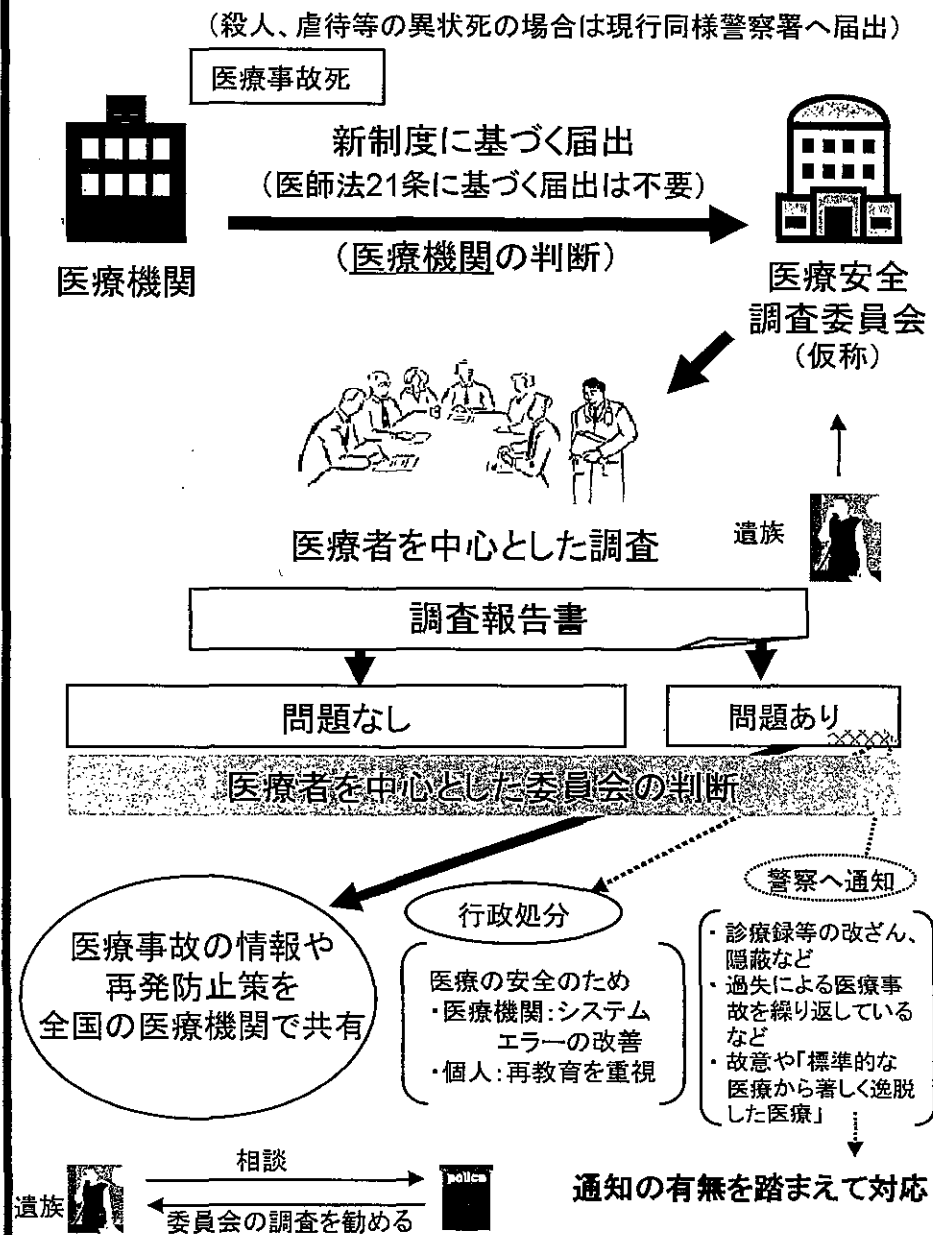 （殺人、虐待等の異状死の場合は現行同様警察署へ届出）
医療事故死
新制度に基づく届出
（医師法21条に基づく届出は不要）
（医療機関の判断）
医療機関
医療安全
調査委員会
（仮称）
医療者を中心とした調査
遺族
調査報告書
問題なし
問題あり
医療者を中心とした委員会の判断
医療事故の情報や
再発防止策を
全国の医療機関で共有
行政処分
医療の安全のため
・医療機関：システム
エラーの改善
・個人：再教育を重視
警察へ通知
・診療録等の改ざん、
隠蔽など
・過失による医療事
故を繰り返している
など
・故意や「標準的な
医療から著しく逸脱
した医療」
通知の有無を踏まえて対応
遺族
相談
委員会の調査を勧める
police